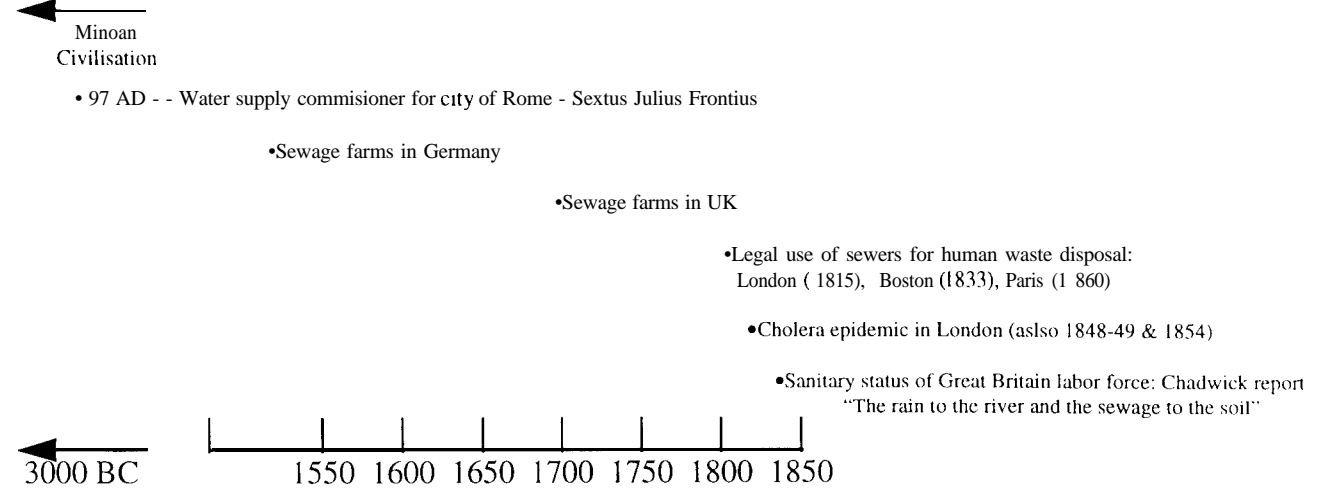 Minoan
Civilisation
• 97 AD - - Water supply commisioner for city of Rome - Sextus Julius Frontius
•Sewage farms in Germany
•Sewage farms in UK
•Legal use of sewers for human waste disposal:
London ( 1815), Boston (1833), Paris (1 860)
•Cholera epidemic in London (aslso 1848-49 & 1854)
•Sanitary status of Great Britain labor force: Chadwick report
“The rain to the river and the sewage to the soil”
3000 BC 1550 1600 1650 1700 1750 1800 1850